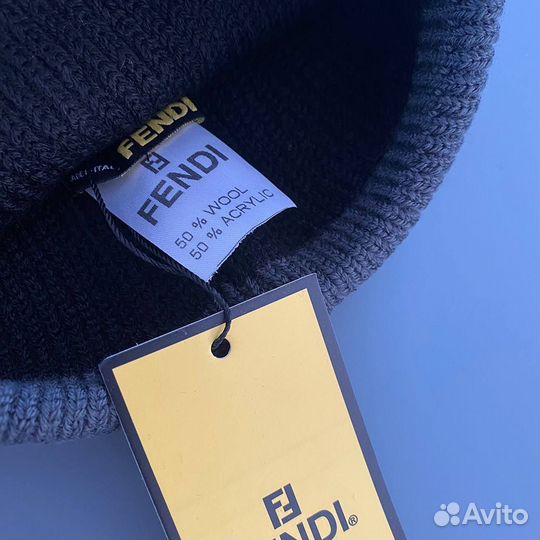 FENDI
FENDI
50 % WOOL
50 % ACRYLIC
FENDI®
Avito